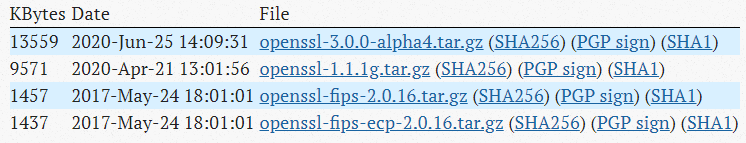 KBytes Date File
13559 2020-Jun-25 14:09:31 openssl-3.0.0-alpha4.tar.gz (SHA256) (PGP sign) (SHA1)
9571 2020-Apr-21 13:01:56 openssl-1.1.1g.tar.gz (SHA256) (PGP sign) (SHA1)
1457 2017-May-24 18:01:01 openssl-fips-2.0.16.tar.gz (SHA256) (PGP sign) (SHA1)
1437 2017-May-24 18:01:01 openssl-fips-ecp-2.0.16.tar.gz (SHA256) (PGP sign) (SHA1)